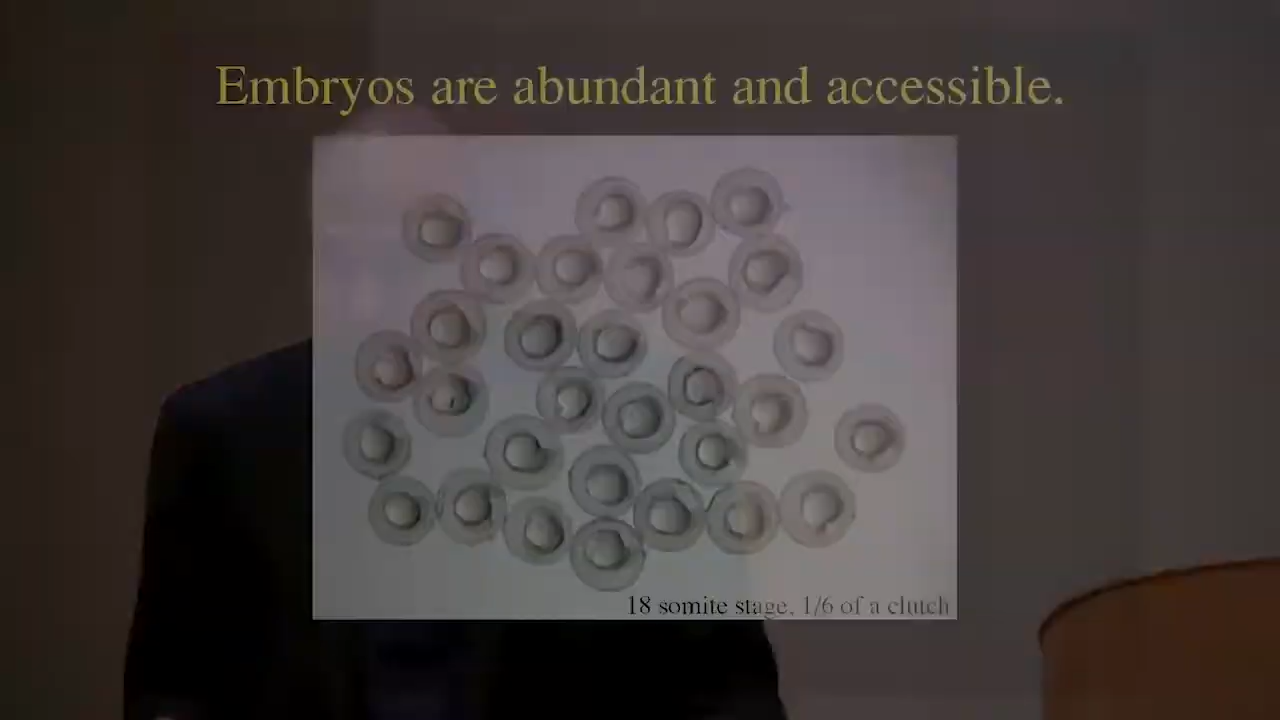 Embryos are abundant and accessible.
18 somite stage, 1/6 of a clutch